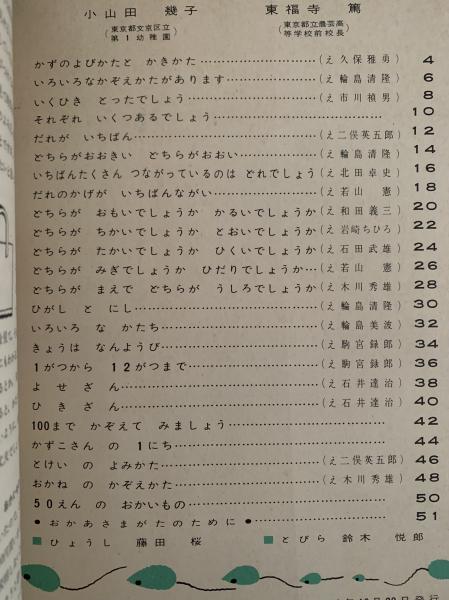 小山田 幾子　東福寺 篤
(東京都文京区立第1幼稚園)　(東京都立農芸高等学校前校長)
かずのよびかたと かきかた…………(え 久保雅勇) 4
いろいろなかぞえかたがあります…………(え 輪島清隆) 6
いくひき とったでしょう…………(え 市川禎男) 8
それぞれ いくつあるでしょう…………10
だれが いちばん…………(え 二俣英五郎) 12
どちらがおおきい どちらがおおい…………(え 輪島清隆) 14
いちばんたくさん つながっているのは どれでしょう…(え 北田卓史) 16
だれのかげが いちばんながい…………(え 若山 憲) 18
どちらが おもいでしょうか かるいでしょうか(え 和田義三) 20
どちらが ちかいでしょうか とおいでしょうか(え 岩崎ちひろ) 22
どちらが たかいでしょうか ひくいでしょうか(え 石田武雄) 24
どちらが みぎでしょうか ひだりでしょうか…(え 若山 憲) 26
どちらが まえで どちらが うしろでしょうか(え 木川秀雄) 28
ひがし と にし…………(え 輪島清隆) 30
いろいろ な かたち…………(え 輪島美波) 32
きょうは なんようび…………(え 駒宮録郎) 34
1がつから 12がつまで…………(え 駒宮録郎) 36
よ せ ざ ん…………(え 石井達治) 38
ひ き ざ ん…………(え 石井達治) 40
100まで かぞえて みましょう…………42
かずこさん の 1にち…………44
とけい の よみかた…………(え 二俣英五郎) 46
おかね の かぞえかた…………(え 木川秀雄) 48
50えん の おかいもの…………50
●おかあさまがたのために●…………51
■ひょうし 藤田 桜　■とびら 鈴木 悦郎